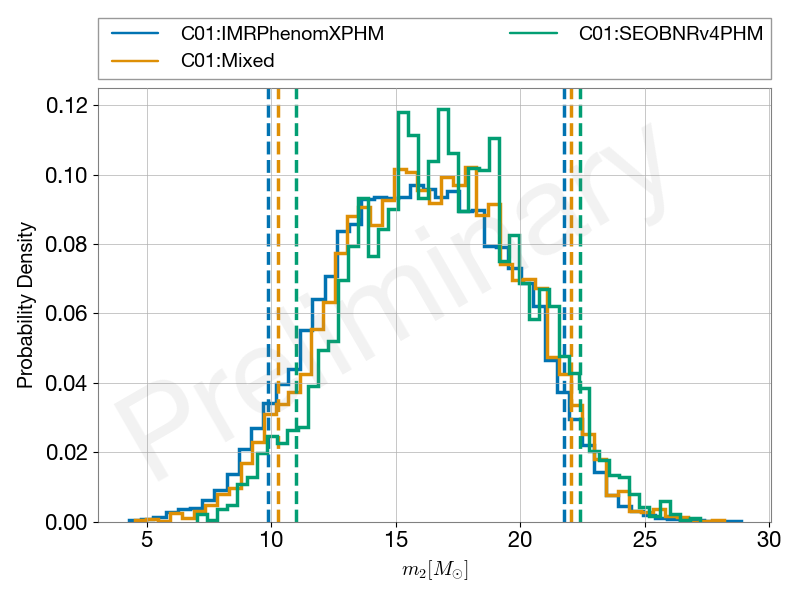 C01:IMRPhenomXPHM
C01:SEOBNRv4PHM
C01:Mixed
0.12
0.10
0.08
0.06
0.04
0.02
0.00
Probability Density
Preliminary
5
10
15
20
25
30
m₂[M⊙]